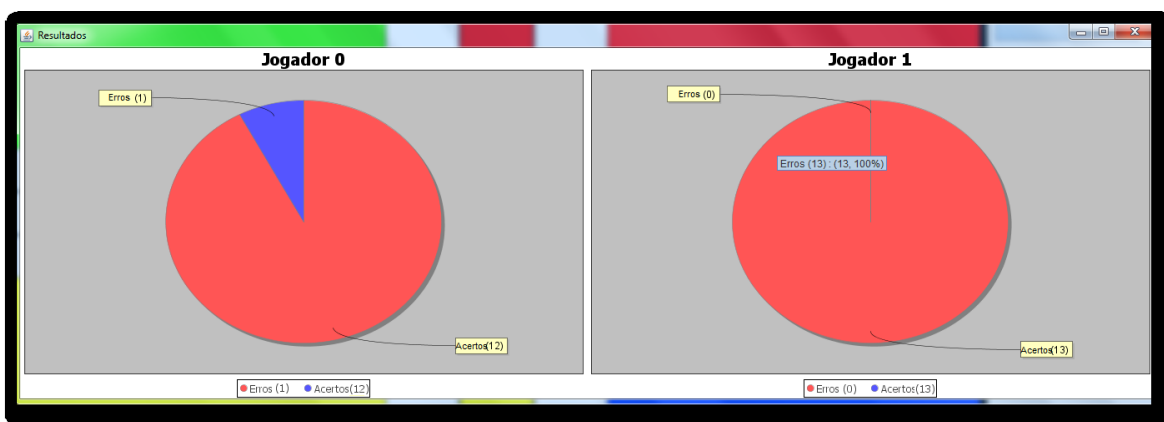 Resultados
Jogador 0
Erros (1)
Acertos(12)
Erros (1) Acertos(12)
Jogador 1
Erros (0)
Erros (13) : (13, 100%)
Acertos(13)
Erros (0) Acertos(13)